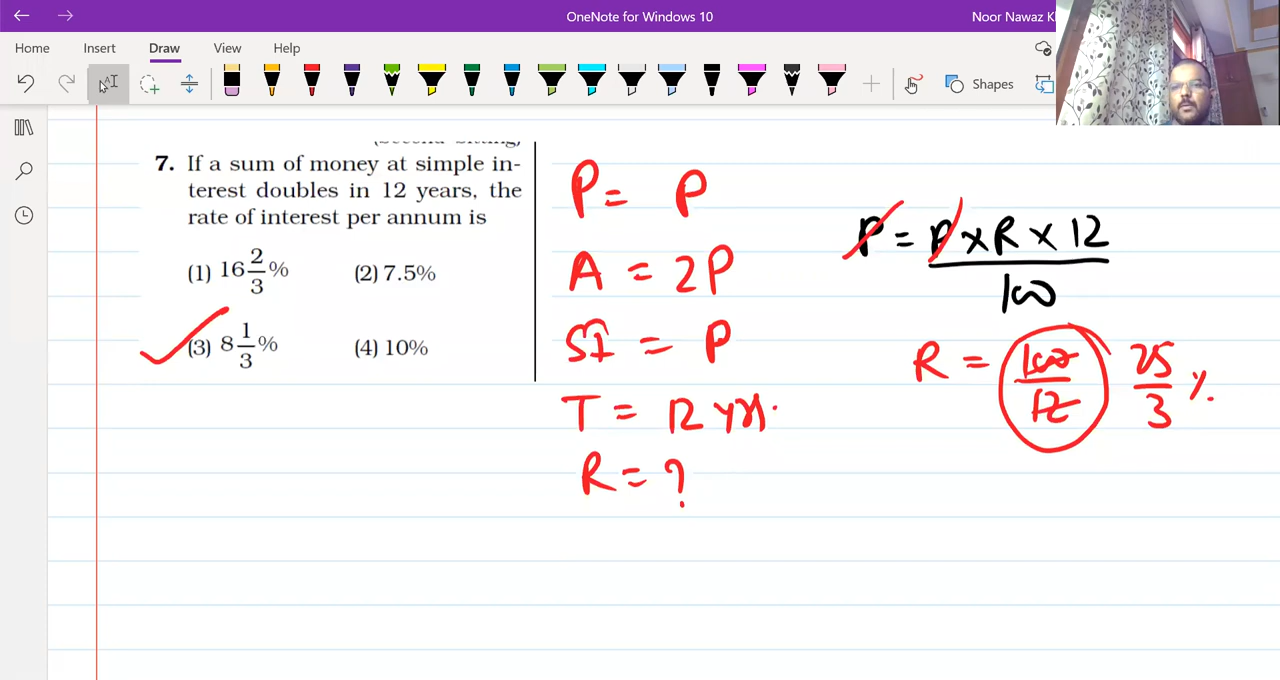 OneNote for Windows 10
Noor Nawaz K
Home Insert Draw View Help
Shapes
7. If a sum of money at simple in-
terest doubles in 12 years, the
rate of interest per annum is
(1) 16 2/3 % (2) 7.5%
(3) 8 1/3 % (4) 10%
P = P
A = 2P
SI = P
T = 12 yrs.
R = ?
P = P x R x 12
100
R = 100/12 25/3 %